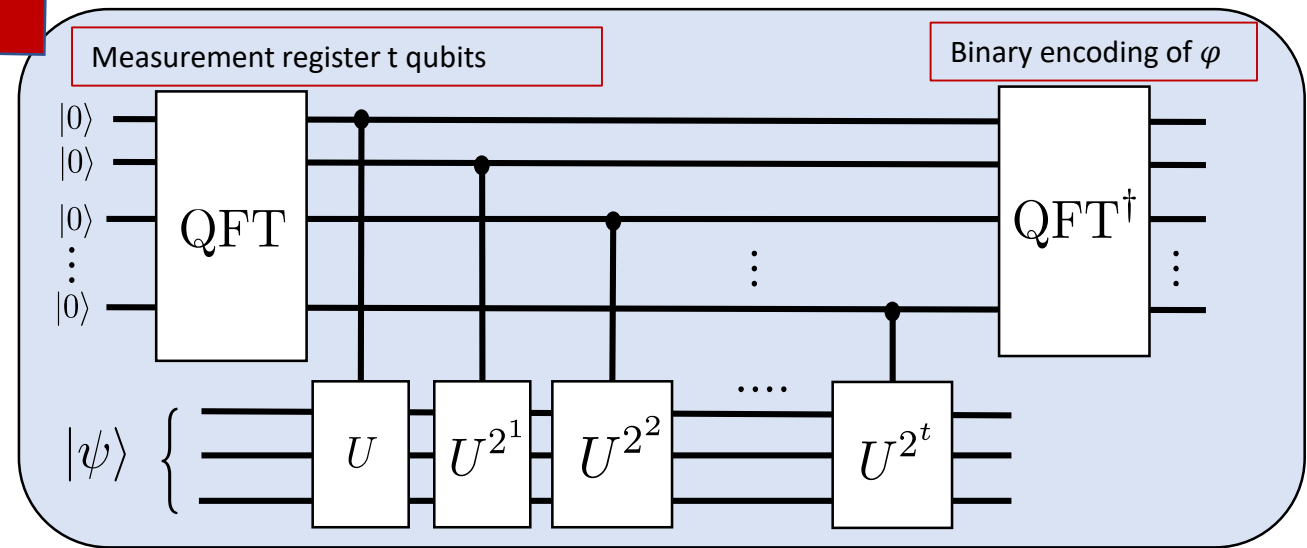 Measurement register t qubits
Binary encoding of φ
|0⟩
|0⟩
|0⟩
⋮
|0⟩
QFT
⋮
QFT†
⋮
|ψ⟩ {
U
U^{2^1}
U^{2^2}
....
U^{2^t}